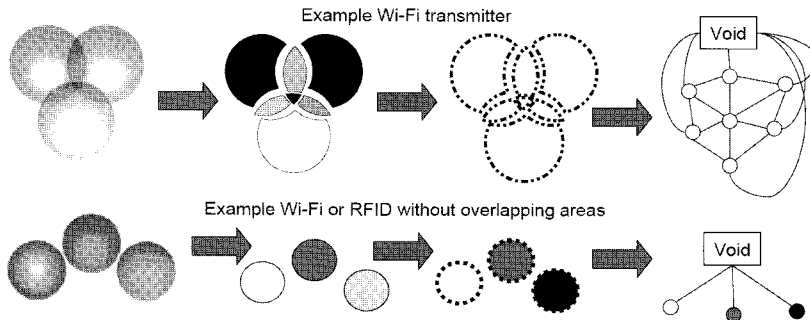 Example Wi-Fi transmitter
Void
Example Wi-Fi or RFID without overlapping areas
Void